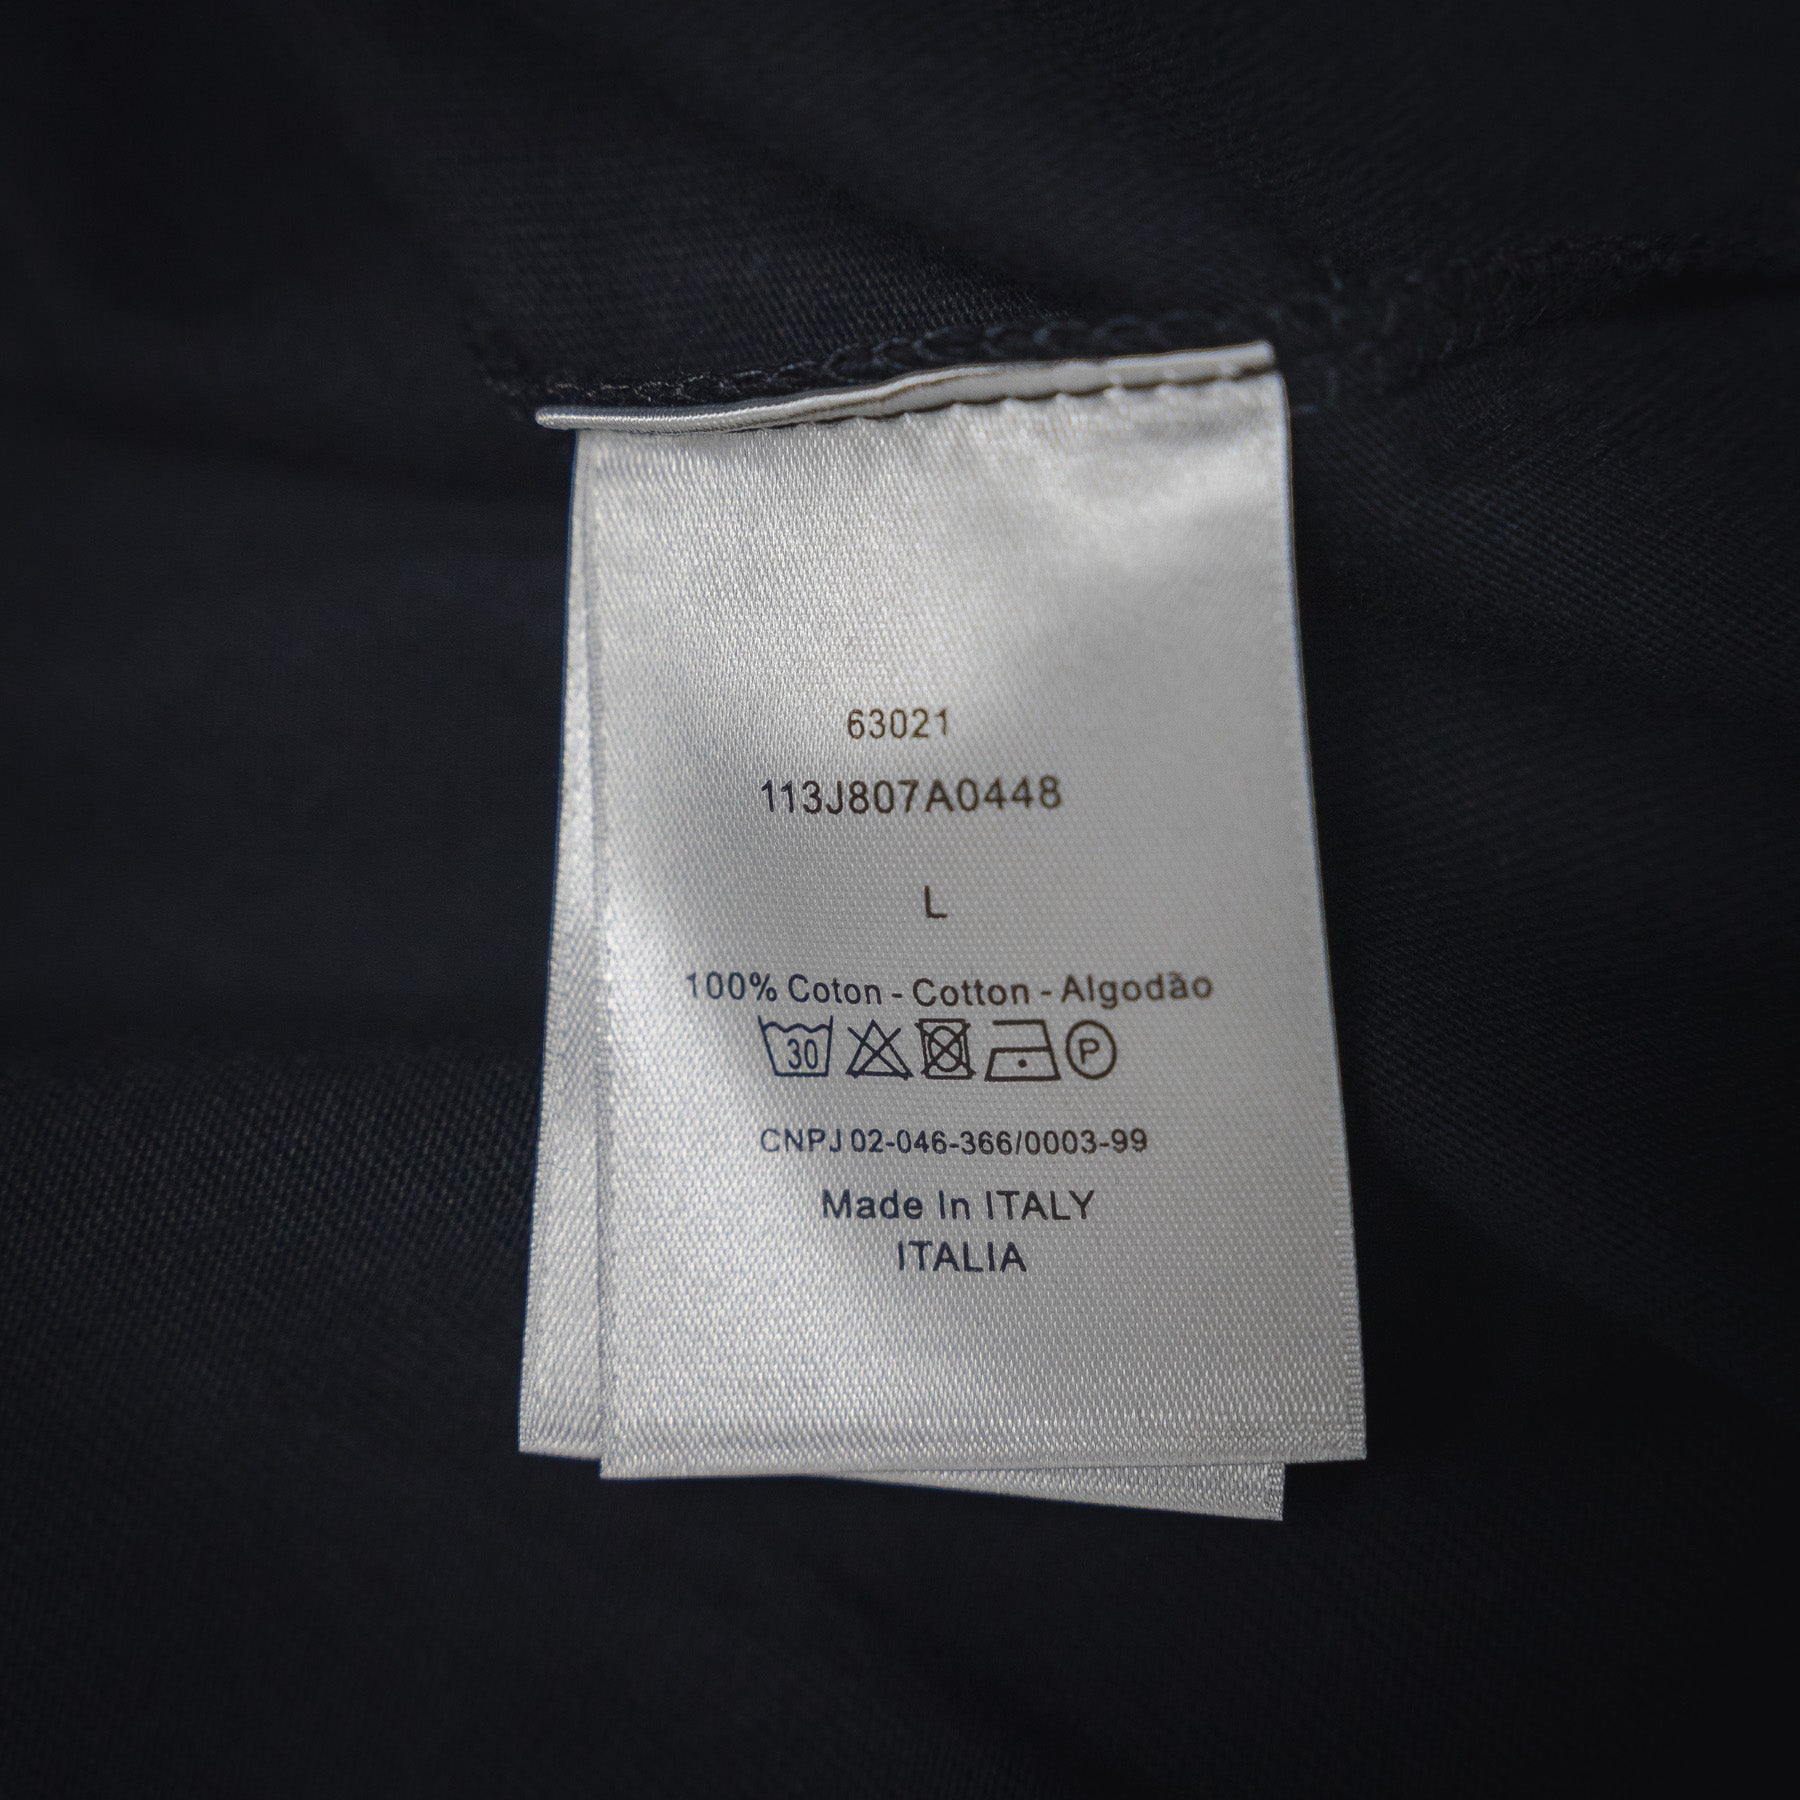 63021
113J807A0448
L
100% Coton - Cotton - Algodão
30 P
CNPJ 02-046-366/0003-99
Made In ITALY
ITALIA